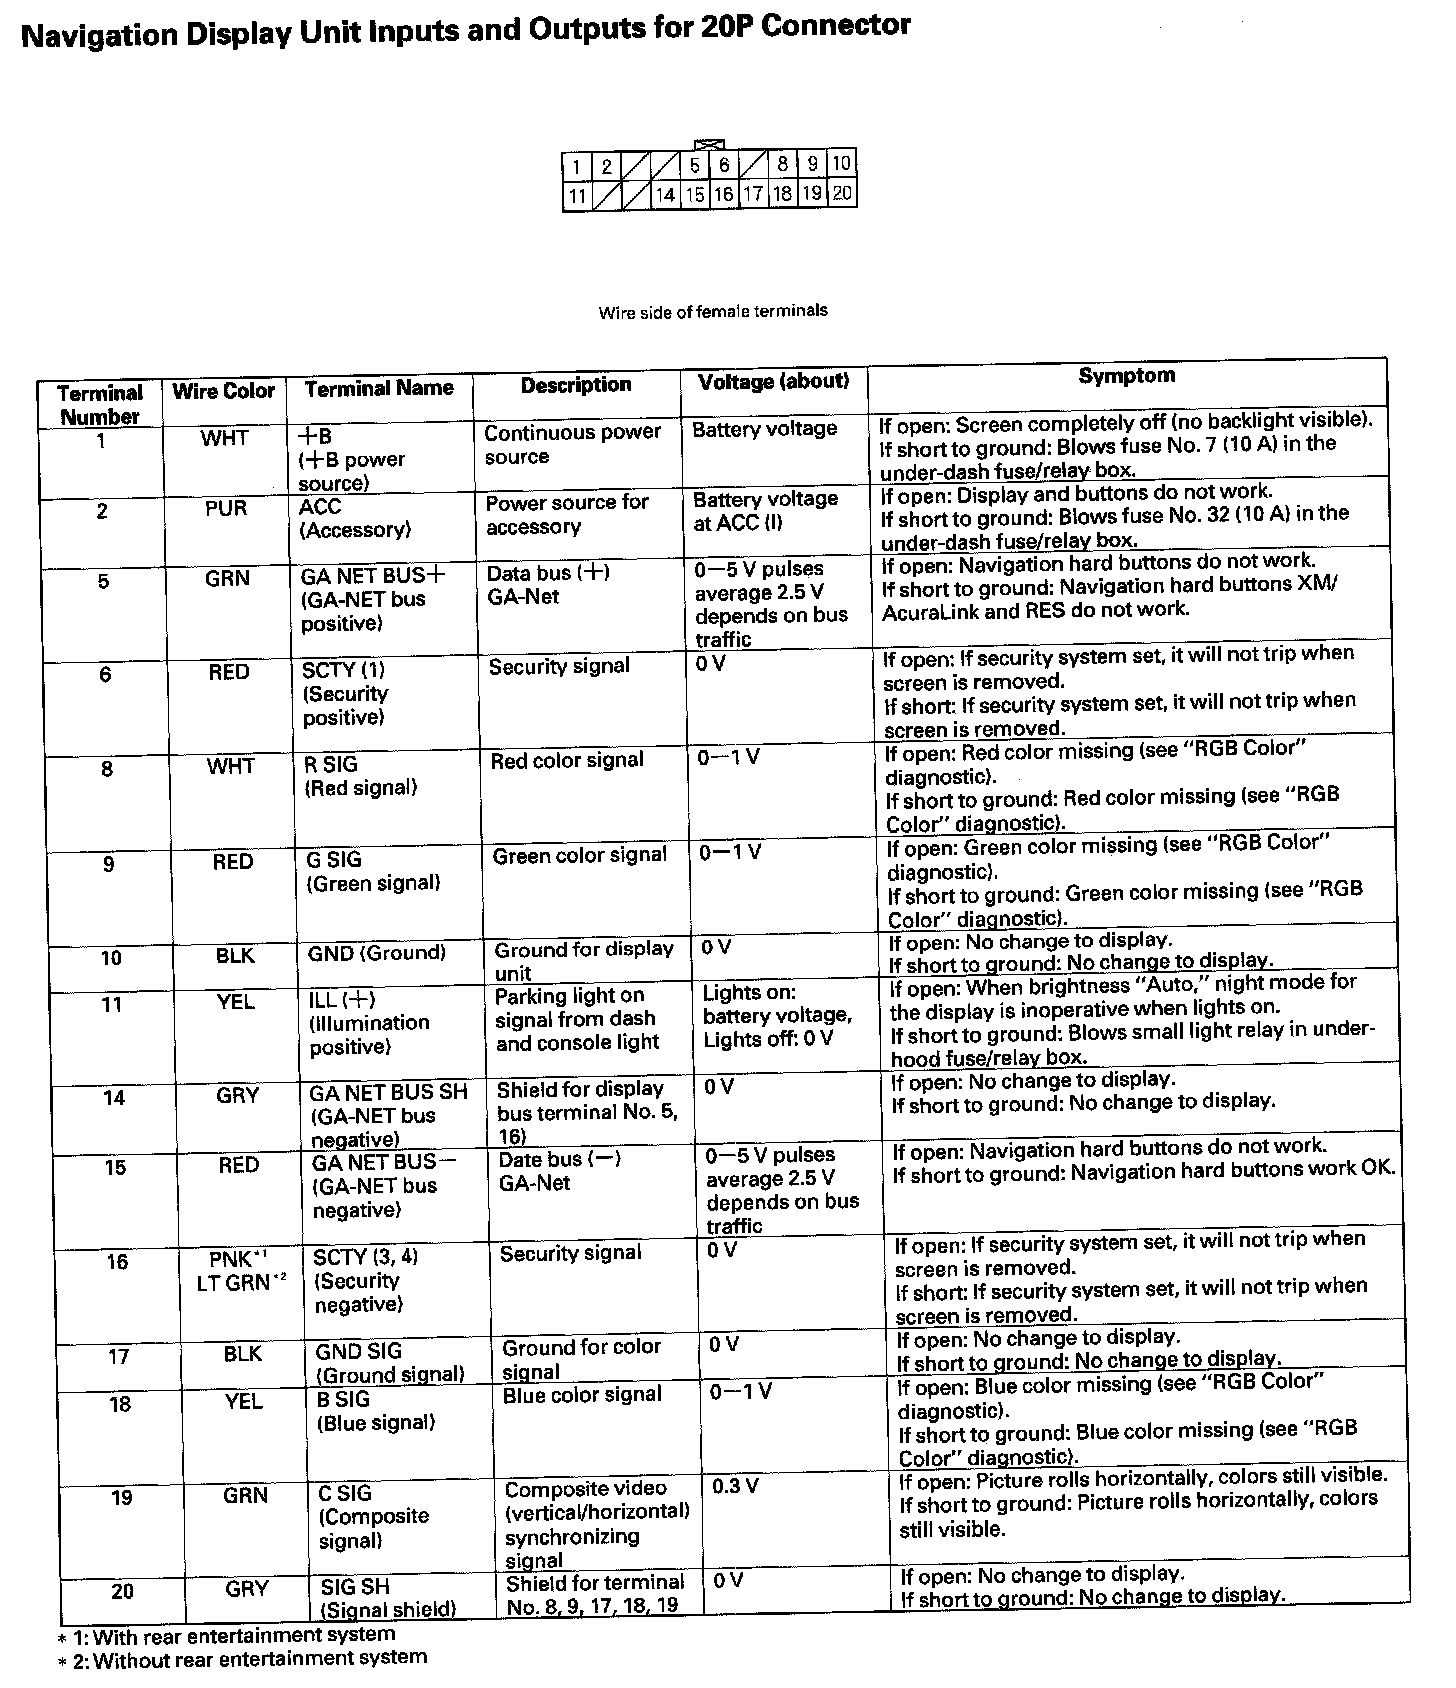 Navigation Display Unit Inputs and Outputs for 20P Connector
1 2 5 6 8 9 10
11 14 15 16 17 18 19 20
Wire side of female terminals
Terminal Number Wire Color Terminal Name Description Voltage (about) Symptom
1 WHT +B (+B power source) Continuous power source Battery voltage If open: Screen completely off (no backlight visible). If short to ground: Blows fuse No. 7 (10 A) in the under-dash fuse/relay box.
2 PUR ACC (Accessory) Power source for accessory Battery voltage at ACC (I) If open: Display and buttons do not work. If short to ground: Blows fuse No. 32 (10 A) in the under-dash fuse/relay box.
5 GRN GA NET BUS+ (GA-NET bus positive) Data bus (+) GA-Net 0—5 V pulses average 2.5 V depends on bus traffic If open: Navigation hard buttons do not work. If short to ground: Navigation hard buttons XM/ AcuraLink and RES do not work.
6 RED SCTY (1) (Security positive) Security signal 0 V If open: If security system set, it will not trip when screen is removed. If short: If security system set, it will not trip when screen is removed.
8 WHT R SIG (Red signal) Red color signal 0—1 V If open: Red color missing (see "RGB Color" diagnostic). If short to ground: Red color missing (see "RGB Color" diagnostic).
9 RED G SIG (Green signal) Green color signal 0—1 V If open: Green color missing (see "RGB Color" diagnostic). If short to ground: Green color missing (see "RGB Color" diagnostic).
10 BLK GND (Ground) Ground for display unit 0 V If open: No change to display. If short to ground: No change to display.
11 YEL ILL (+) (Illumination positive) Parking light on signal from dash and console light Lights on: battery voltage, Lights off: 0 V If open: When brightness "Auto," night mode for the display is inoperative when lights on. If short to ground: Blows small light relay in under-hood fuse/relay box.
14 GRY GA NET BUS SH (GA-NET bus negative) Shield for display bus terminal No. 5, 16) 0 V If open: No change to display. If short to ground: No change to display.
15 RED GA NET BUS— (GA-NET bus negative) Date bus (—) GA-Net 0—5 V pulses average 2.5 V depends on bus traffic If open: Navigation hard buttons do not work. If short to ground: Navigation hard buttons work OK.
16 PNK*1 LT GRN*2 SCTY (3, 4) (Security negative) Security signal 0 V If open: If security system set, it will not trip when screen is removed. If short: If security system set, it will not trip when screen is removed.
17 BLK GND SIG (Ground signal) Ground for color signal 0 V If open: No change to display. If short to ground: No change to display.
18 YEL B SIG (Blue signal) Blue color signal 0—1 V If open: Blue color missing (see "RGB Color" diagnostic). If short to ground: Blue color missing (see "RGB Color" diagnostic).
19 GRN C SIG (Composite signal) Composite video (vertical/horizontal) synchronizing signal 0.3 V If open: Picture rolls horizontally, colors still visible. If short to ground: Picture rolls horizontally, colors still visible.
20 GRY SIG SH (Signal shield) Shield for terminal No. 8, 9, 17, 18, 19 0 V If open: No change to display. If short to ground: No change to display.
* 1: With rear entertainment system
* 2: Without rear entertainment system